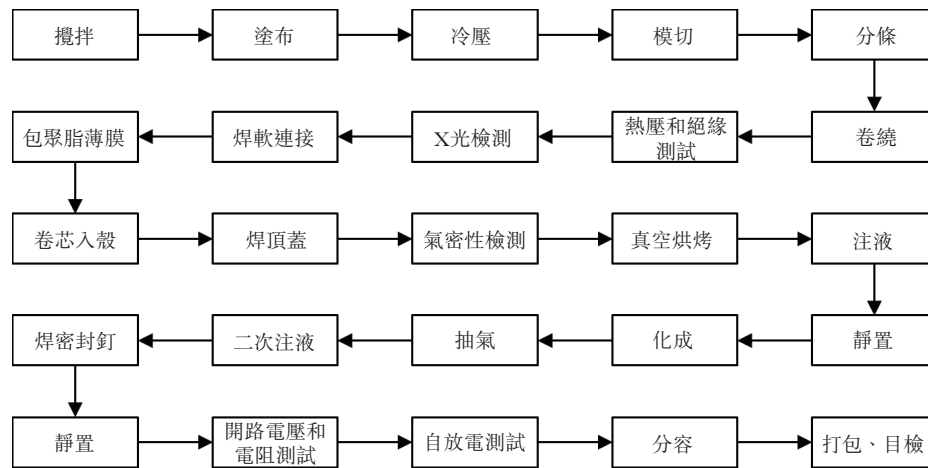 攪拌
塗布
冷壓
模切
分條
包聚脂薄膜
焊軟連接
X光檢測
熱壓和絕緣
測試
卷繞
卷芯入殼
焊頂蓋
氣密性檢測
真空烘烤
注液
焊密封釘
二次注液
抽氣
化成
靜置
靜置
開路電壓和
電阻測試
自放電測試
分容
打包、目檢